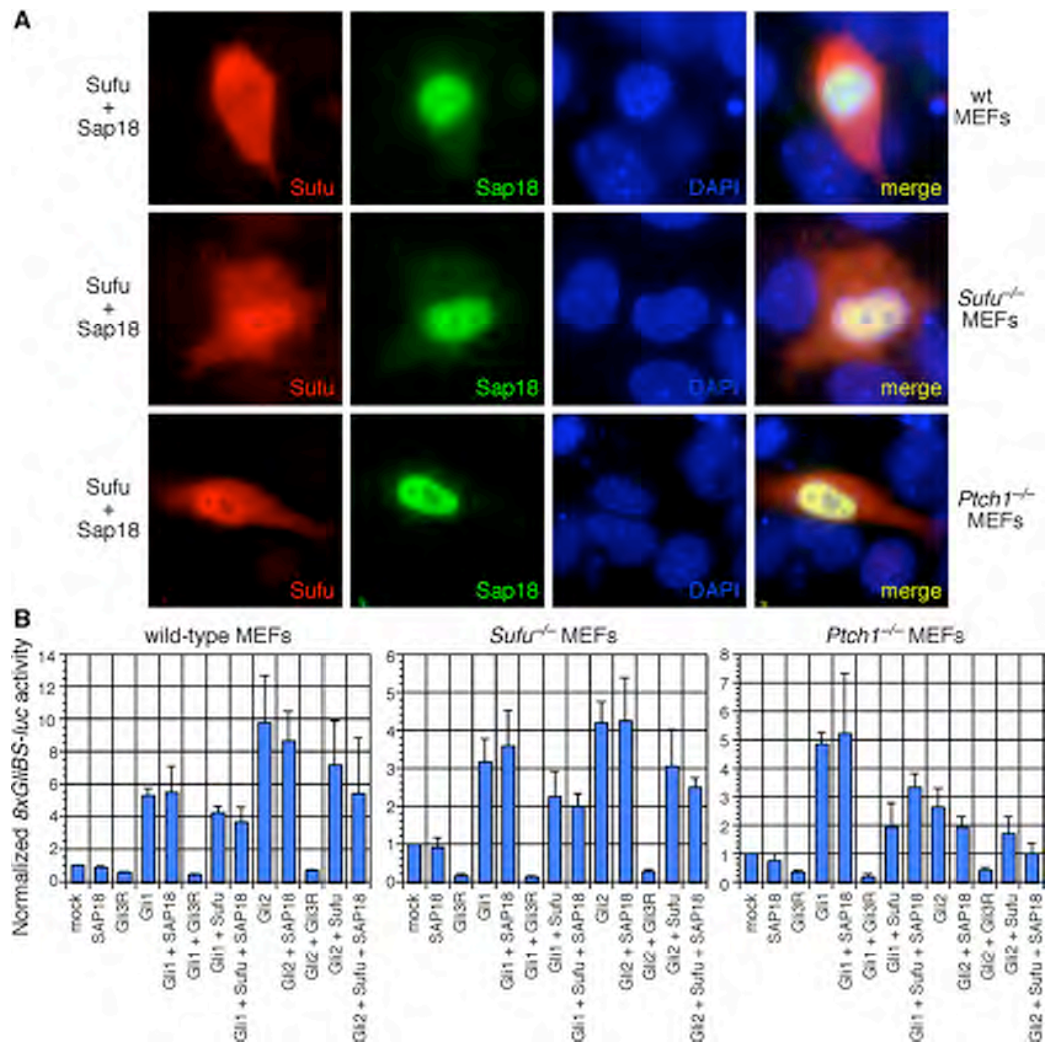 A
Sufu
+
Sap18
Sufu
Sap18
DAPI
merge
wt
MEFs
Sufu
+
Sap18
Sufu
Sap18
DAPI
merge
Sufu–/–
MEFs
Sufu
+
Sap18
Sufu
Sap18
DAPI
merge
Ptch1–/–
MEFs
B
wild-type MEFs
Sufu–/– MEFs
Ptch1–/– MEFs
Normalized 8xGliBS-luc activity
14
12
10
8
6
4
2
0
6
5
4
3
2
1
0
8
7
6
5
4
3
2
1
0
mock
SAP18
Gli3R
Gli1
Gli1 + SAP18
Gli1 + Gli3R
Gli1 + Sufu
Gli1 + Sufu + SAP18
Gli2
Gli2 + SAP18
Gli2 + Gli3R
Gli2 + Sufu
Gli2 + Sufu + SAP18
mock
SAP18
Gli3R
Gli1
Gli1 + SAP18
Gli1 + Gli3R
Gli1 + Sufu
Gli1 + Sufu + SAP18
Gli2
Gli2 + SAP18
Gli2 + Gli3R
Gli2 + Sufu
Gli2 + Sufu + SAP18
mock
SAP18
Gli3R
Gli1
Gli1 + SAP18
Gli1 + Gli3R
Gli1 + Sufu
Gli1 + Sufu + SAP18
Gli2
Gli2 + SAP18
Gli2 + Gli3R
Gli2 + Sufu
Gli2 + Sufu + SAP18